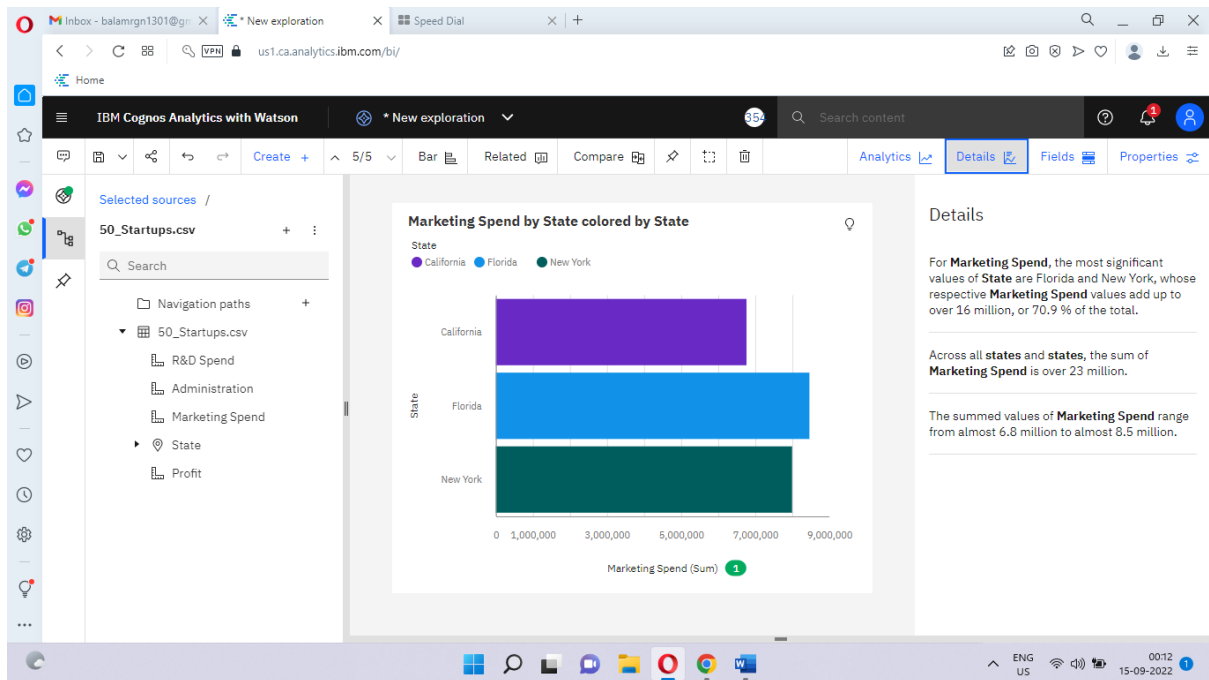 Inbox - balamrgn1301@gn
* New exploration
Speed Dial
VPN
us1.ca.analytics.ibm.com/bi/
Home
IBM Cognos Analytics with Watson
* New exploration
354
Search content
1
Create +
5/5
Bar
Related
Compare
Analytics
Details
Fields
Properties
Selected sources /
50_Startups.csv
Search
Navigation paths
50_Startups.csv
R&D Spend
Administration
Marketing Spend
State
Profit
Marketing Spend by State colored by State
State
California Florida New York
California
Florida
New York
State
0 1,000,000 3,000,000 5,000,000 7,000,000 9,000,000
Marketing Spend (Sum) 1
Details
For Marketing Spend, the most significant
values of State are Florida and New York, whose
respective Marketing Spend values add up to
over 16 million, or 70.9 % of the total.
Across all states and states, the sum of
Marketing Spend is over 23 million.
The summed values of Marketing Spend range
from almost 6.8 million to almost 8.5 million.
ENG
US
00:12
15-09-2022
1